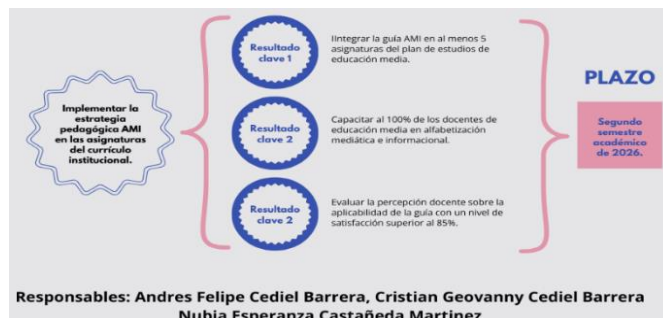 Implementar la
estrategia
pedagógica AMI
en las asignaturas
del currículo
institucional.
Resultado
clave 1
IIntegrar la guía AMI en al menos 5
asignaturas del plan de estudios de
educación media.
Resultado
clave 2
Capacitar al 100% de los docentes de
educación media en alfabetización
mediática e informacional.
Resultado
clave 2
Evaluar la percepción docente sobre la
aplicabilidad de la guía con un nivel de
satisfacción superior al 85%.
PLAZO
Segundo
semestre
académico
de 2026.
Responsables: Andres Felipe Cediel Barrera, Cristian Geovanny Cediel Barrera
Nubia Esperanza Castañeda Martinez